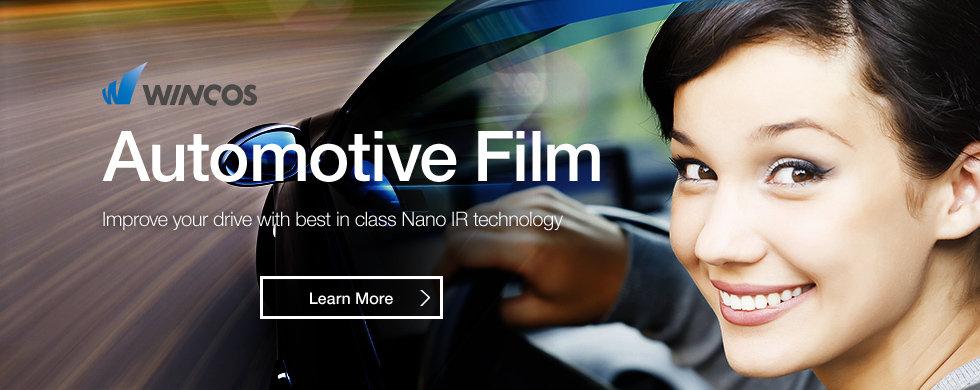 WINCOS
Automotive Film
Improve your drive with best in class Nano IR technology
Learn More